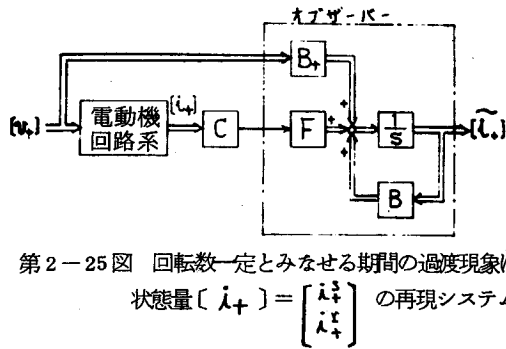 オブザーバー
B₊
[v₊]
電動機
回路系
[i₊]
C
F
+
+
+
1/s
[ĩ₊]
B
第2－25図 回転数一定とみなせる期間の過渡現象に
状態量〔 i₊ 〕＝[ i₊ˢ i₊ʳ ] の再現システム